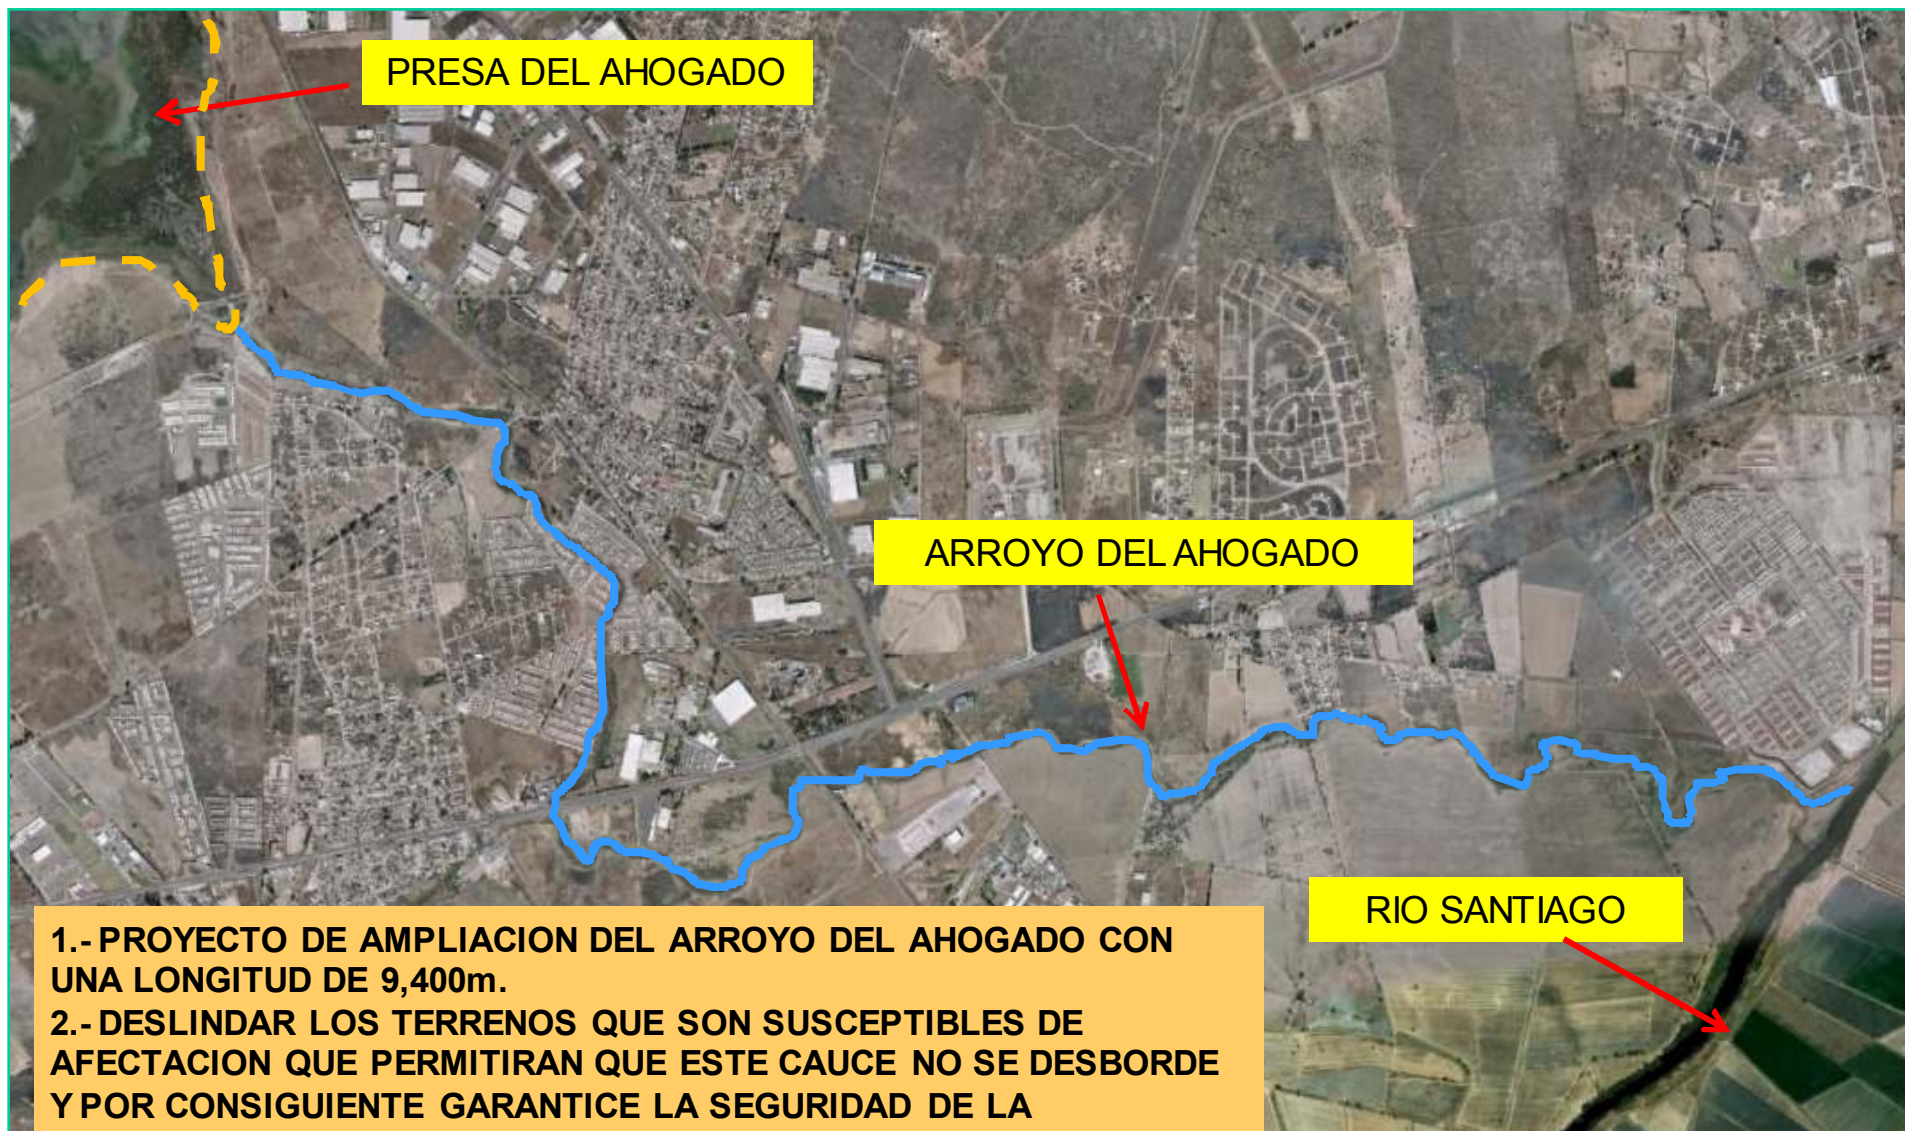 PRESA DEL AHOGADO
ARROYO DEL AHOGADO
RIO SANTIAGO
1.- PROYECTO DE AMPLIACION DEL ARROYO DEL AHOGADO CON
UNA LONGITUD DE 9,400m.
2.- DESLINDAR LOS TERRENOS QUE SON SUSCEPTIBLES DE
AFECTACION QUE PERMITIRAN QUE ESTE CAUCE NO SE DESBORDE
Y POR CONSIGUIENTE GARANTICE LA SEGURIDAD DE LA